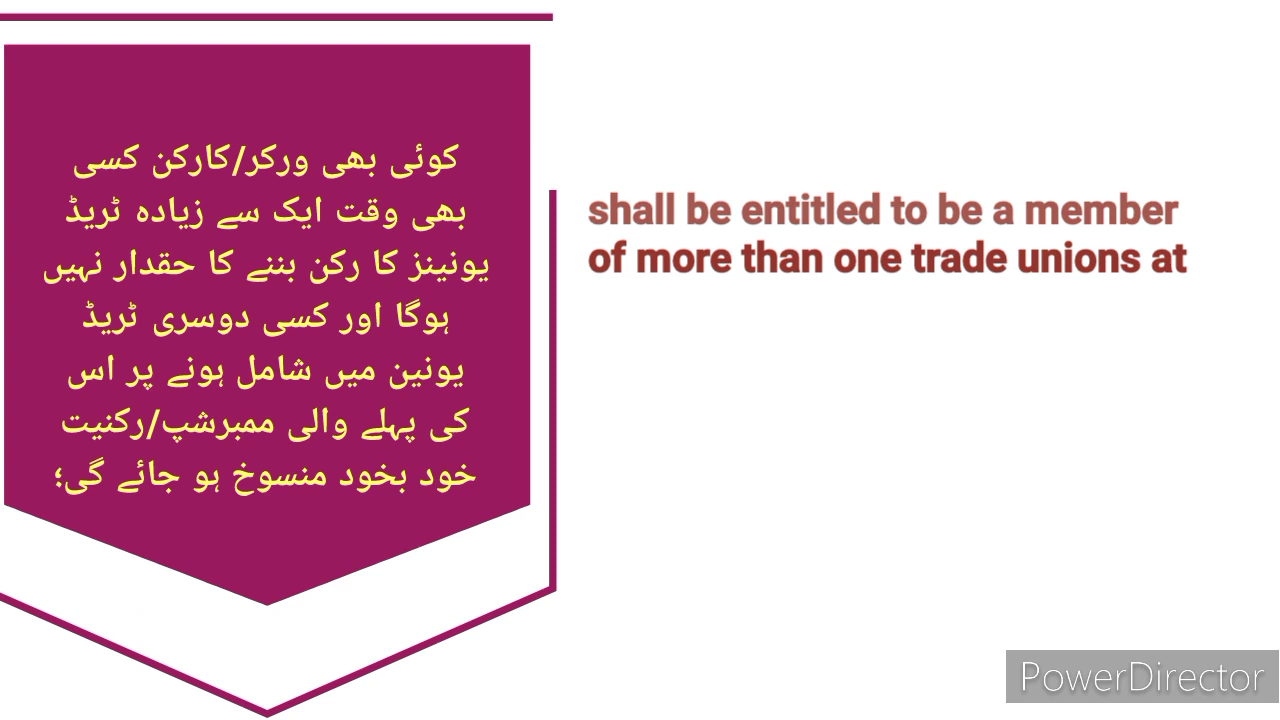 کوئی بھی ورکر/کارکن کسی
بھی وقت ایک سے زیادہ ٹریڈ
یونینز کا رکن بننے کا حقدار نہیں
ہوگا اور کسی دوسری ٹریڈ
یونین میں شامل ہونے پر اس
کی پہلے والی ممبرشپ/رکنیت
خود بخود منسوخ ہو جائے گی؛
shall be entitled to be a member
of more than one trade unions at
PowerDirector